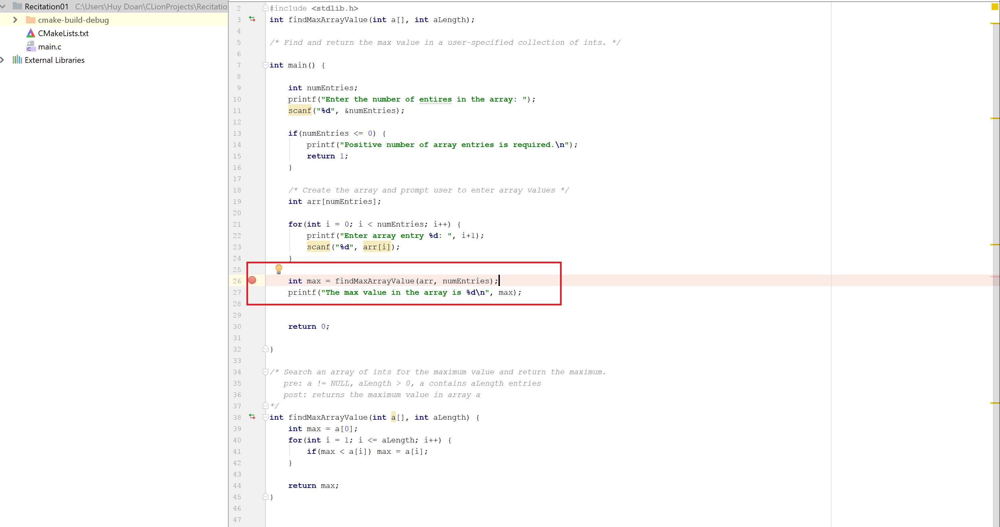 Recitation01 C:\Users\Huy Doan\CLionProjects\Recitatio
cmake-build-debug
CMakeLists.txt
main.c
External Libraries
2 #include <stdlib.h>
3 int findMaxArrayValue(int a[], int aLength);
4
5 /* Find and return the max value in a user-specified collection of ints. */
6
7 int main() {
8
9 int numEntries;
10 printf("Enter the number of entires in the array: ");
11 scanf("%d", &numEntries);
12
13 if(numEntries <= 0) {
14 printf("Positive number of array entries is required.\n");
15 return 1;
16 }
17
18 /* Create the array and prompt user to enter array values */
19 int arr[numEntries];
20
21 for(int i = 0; i < numEntries; i++) {
22 printf("Enter array entry %d: ", i+1);
23 scanf("%d", arr[i]);
24 }
25
26 int max = findMaxArrayValue(arr, numEntries);
27 printf("The max value in the array is %d\n", max);
28
29
30 return 0;
31
32 }
33
34 /* Search an array of ints for the maximum value and return the maximum.
35 pre: a != NULL, aLength > 0, a contains aLength entries
36 post: returns the maximum value in array a
37 */
38 int findMaxArrayValue(int a[], int aLength) {
39 int max = a[0];
40 for(int i = 1; i <= aLength; i++) {
41 if(max < a[i]) max = a[i];
42 }
43
44 return max;
45 }
46
47